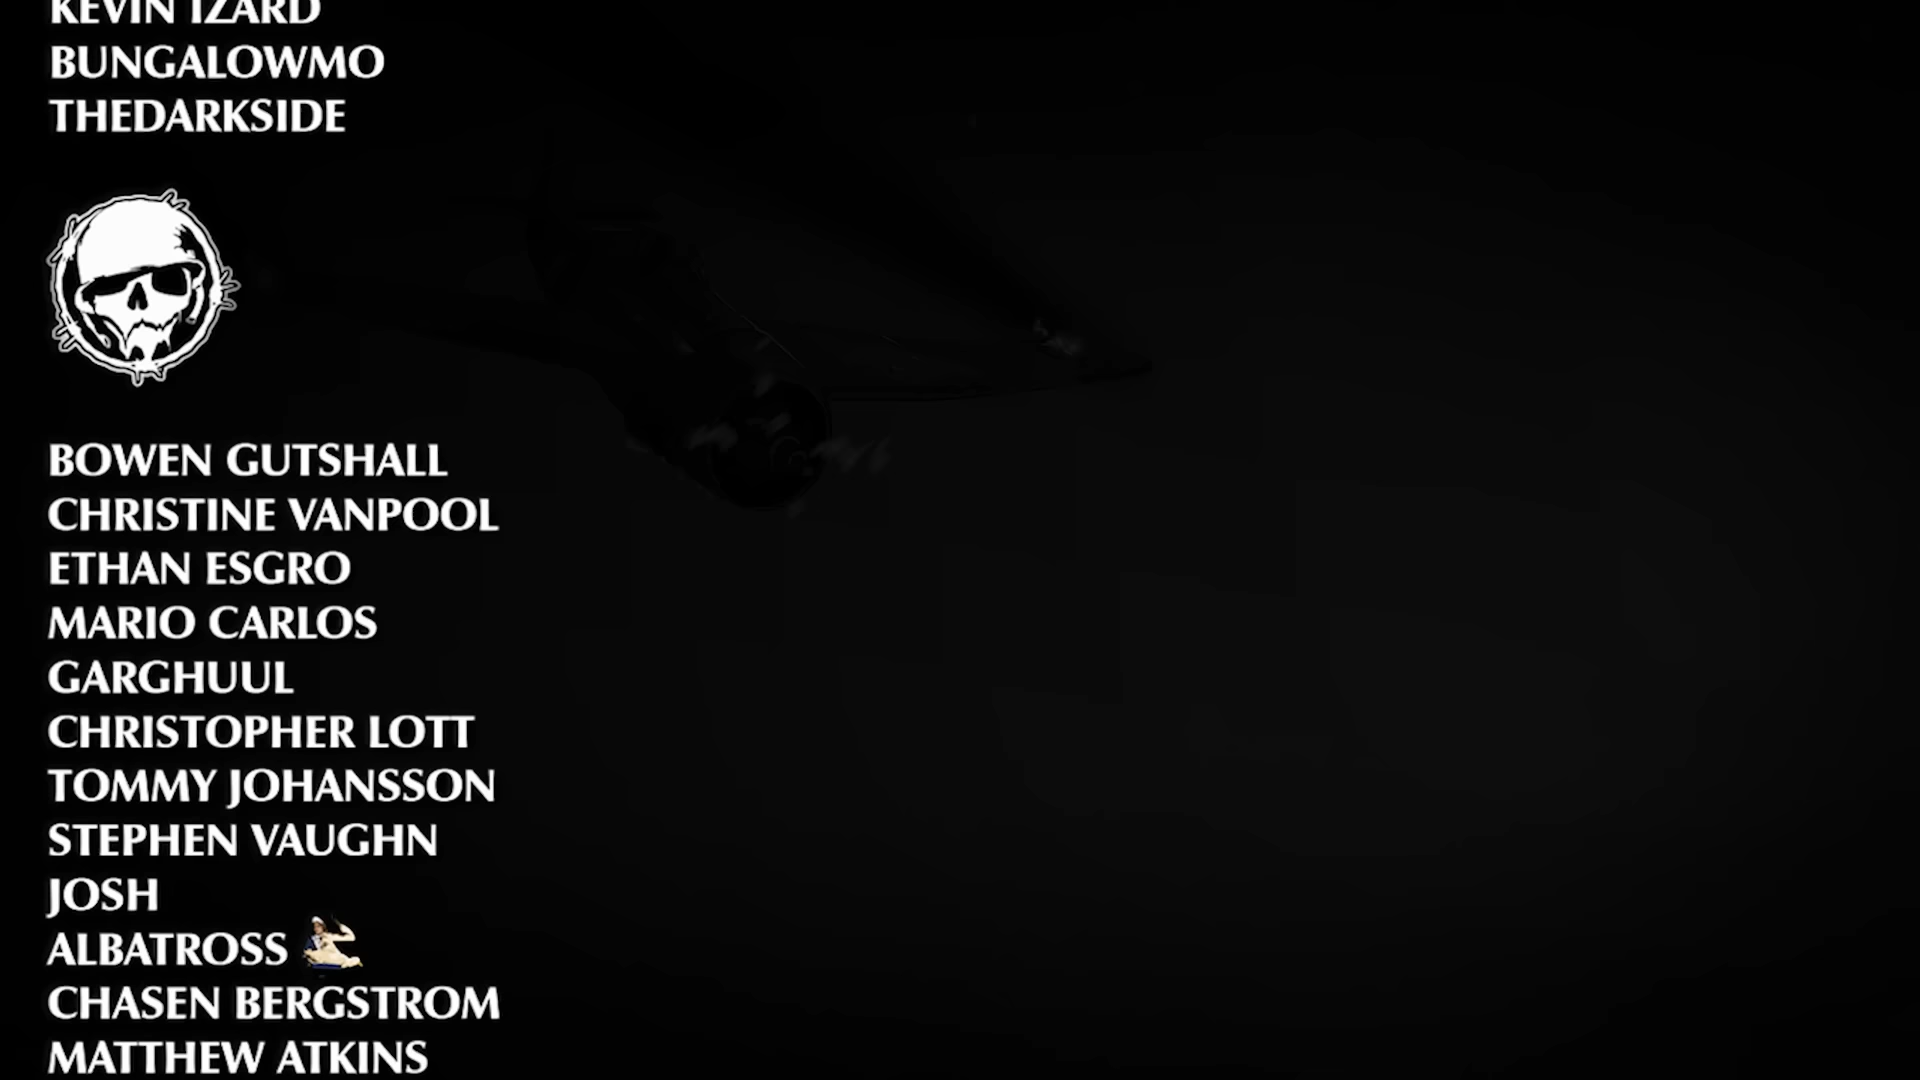 KEVIN IZARD
BUNGALOWMO
THEDARKSIDE
BOWEN GUTSHALL
CHRISTINE VANPOOL
ETHAN ESGRO
MARIO CARLOS
GARGHUUL
CHRISTOPHER LOTT
TOMMY JOHANSSON
STEPHEN VAUGHN
JOSH
ALBATROSS
CHASEN BERGSTROM
MATTHEW ATKINS